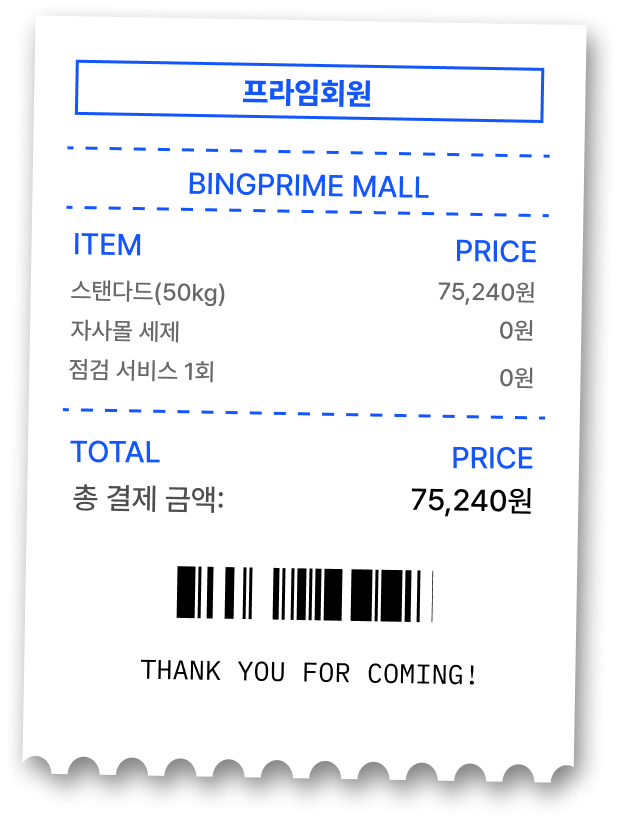 프라임회원
BINGPRIME MALL
ITEM PRICE
스탠다드(50kg) 75,240원
자사몰 세제 0원
점검 서비스 1회 0원
TOTAL PRICE
총 결제 금액: 75,240원
THANK YOU FOR COMING!